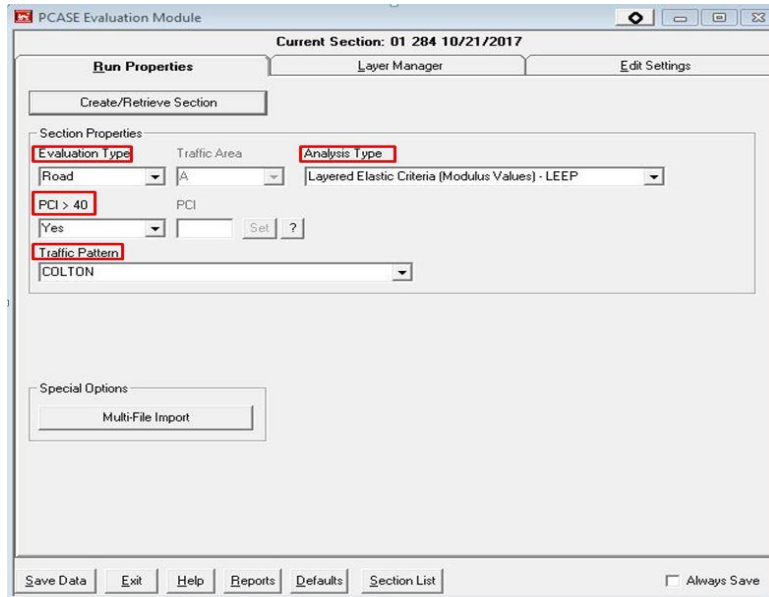 PCASE Evaluation Module
Current Section: 01 284 10/21/2017
Run Properties Layer Manager Edit Settings
Create/Retrieve Section
Section Properties
Evaluation Type Traffic Area Analysis Type
Road A Layered Elastic Criteria (Modulus Values) - LEEP
PCI > 40 PCI
Yes Set ?
Traffic Pattern
COLTON
Special Options
Multi-File Import
Save Data Exit Help Reports Defaults Section List Always Save